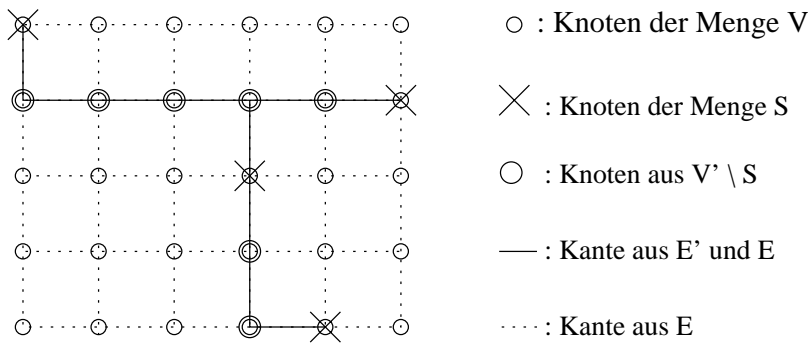 : Knoten der Menge V
: Knoten der Menge S
: Knoten aus V' \ S
: Kante aus E' und E
: Kante aus E